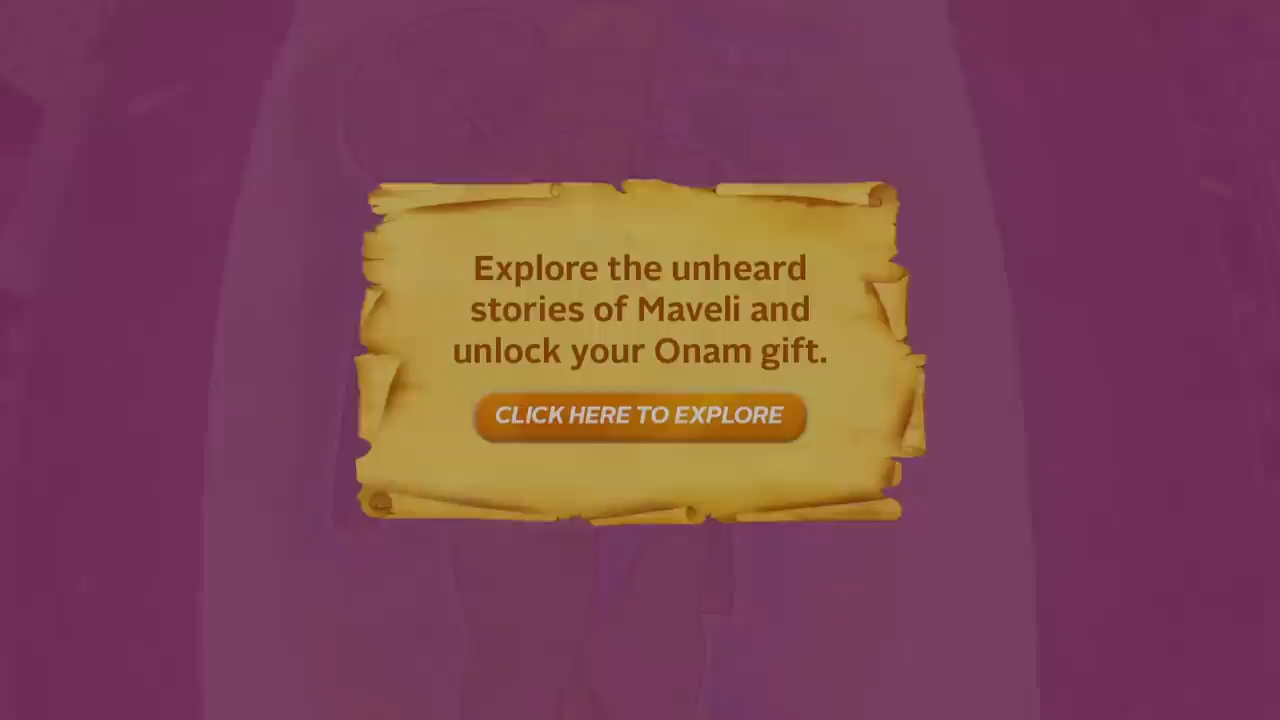 Explore the unheard
stories of Maveli and
unlock your Onam gift.
CLICK HERE TO EXPLORE